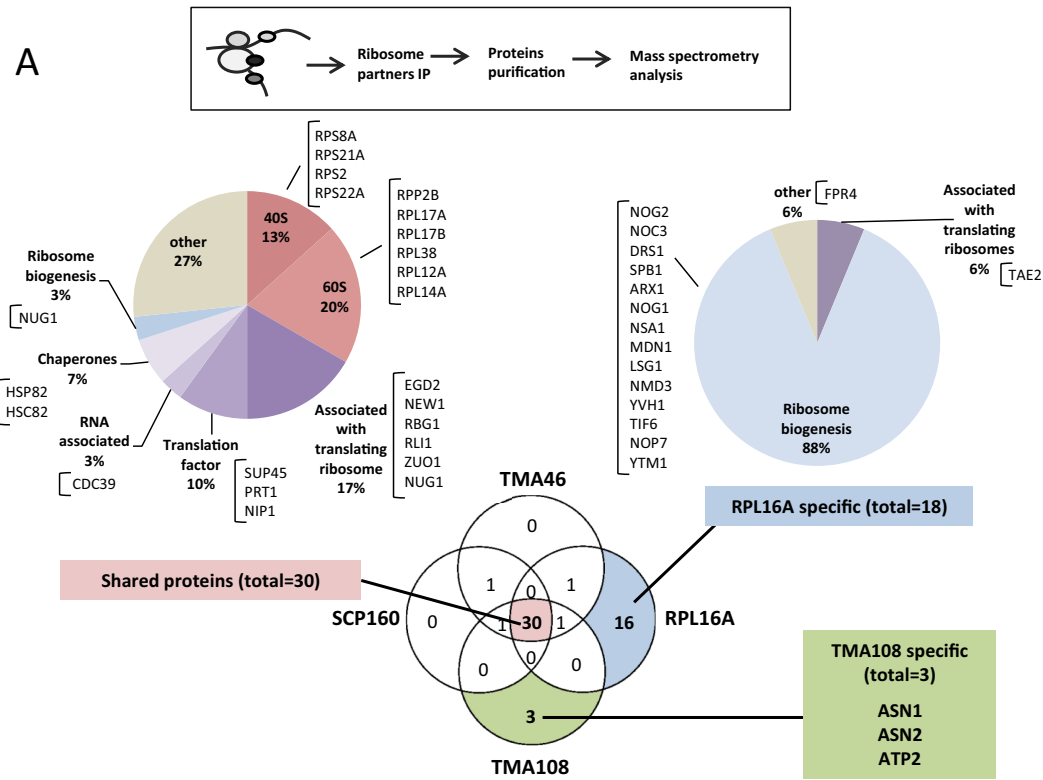 A
Ribosome
partners IP
Proteins
purification
Mass spectrometry
analysis
RPS8A
RPS21A
RPS2
RPS22A
40S
13%
RPP2B
RPL17A
RPL17B
RPL38
RPL12A
RPL14A
60S
20%
other
27%
Ribosome
biogenesis
3%
NUG1
Chaperones
7%
HSP82
HSC82
RNA
associated
3%
CDC39
Translation
factor
10%
SUP45
PRT1
NIP1
Associated
with
translating
ribosome
17%
EGD2
NEW1
RBG1
RLI1
ZUO1
NUG1
other
6%
FPR4
Associated
with
translating
ribosomes
6%
TAE2
NOG2
NOC3
DRS1
SPB1
ARX1
NOG1
NSA1
MDN1
LSG1
NMD3
YVH1
TIF6
NOP7
YTM1
Ribosome
biogenesis
88%
TMA46
RPL16A specific (total=18)
Shared proteins (total=30)
SCP160
RPL16A
TMA108
0
1
0
1
0
1
30
1
16
0
0
0
3
TMA108 specific
(total=3)
ASN1
ASN2
ATP2